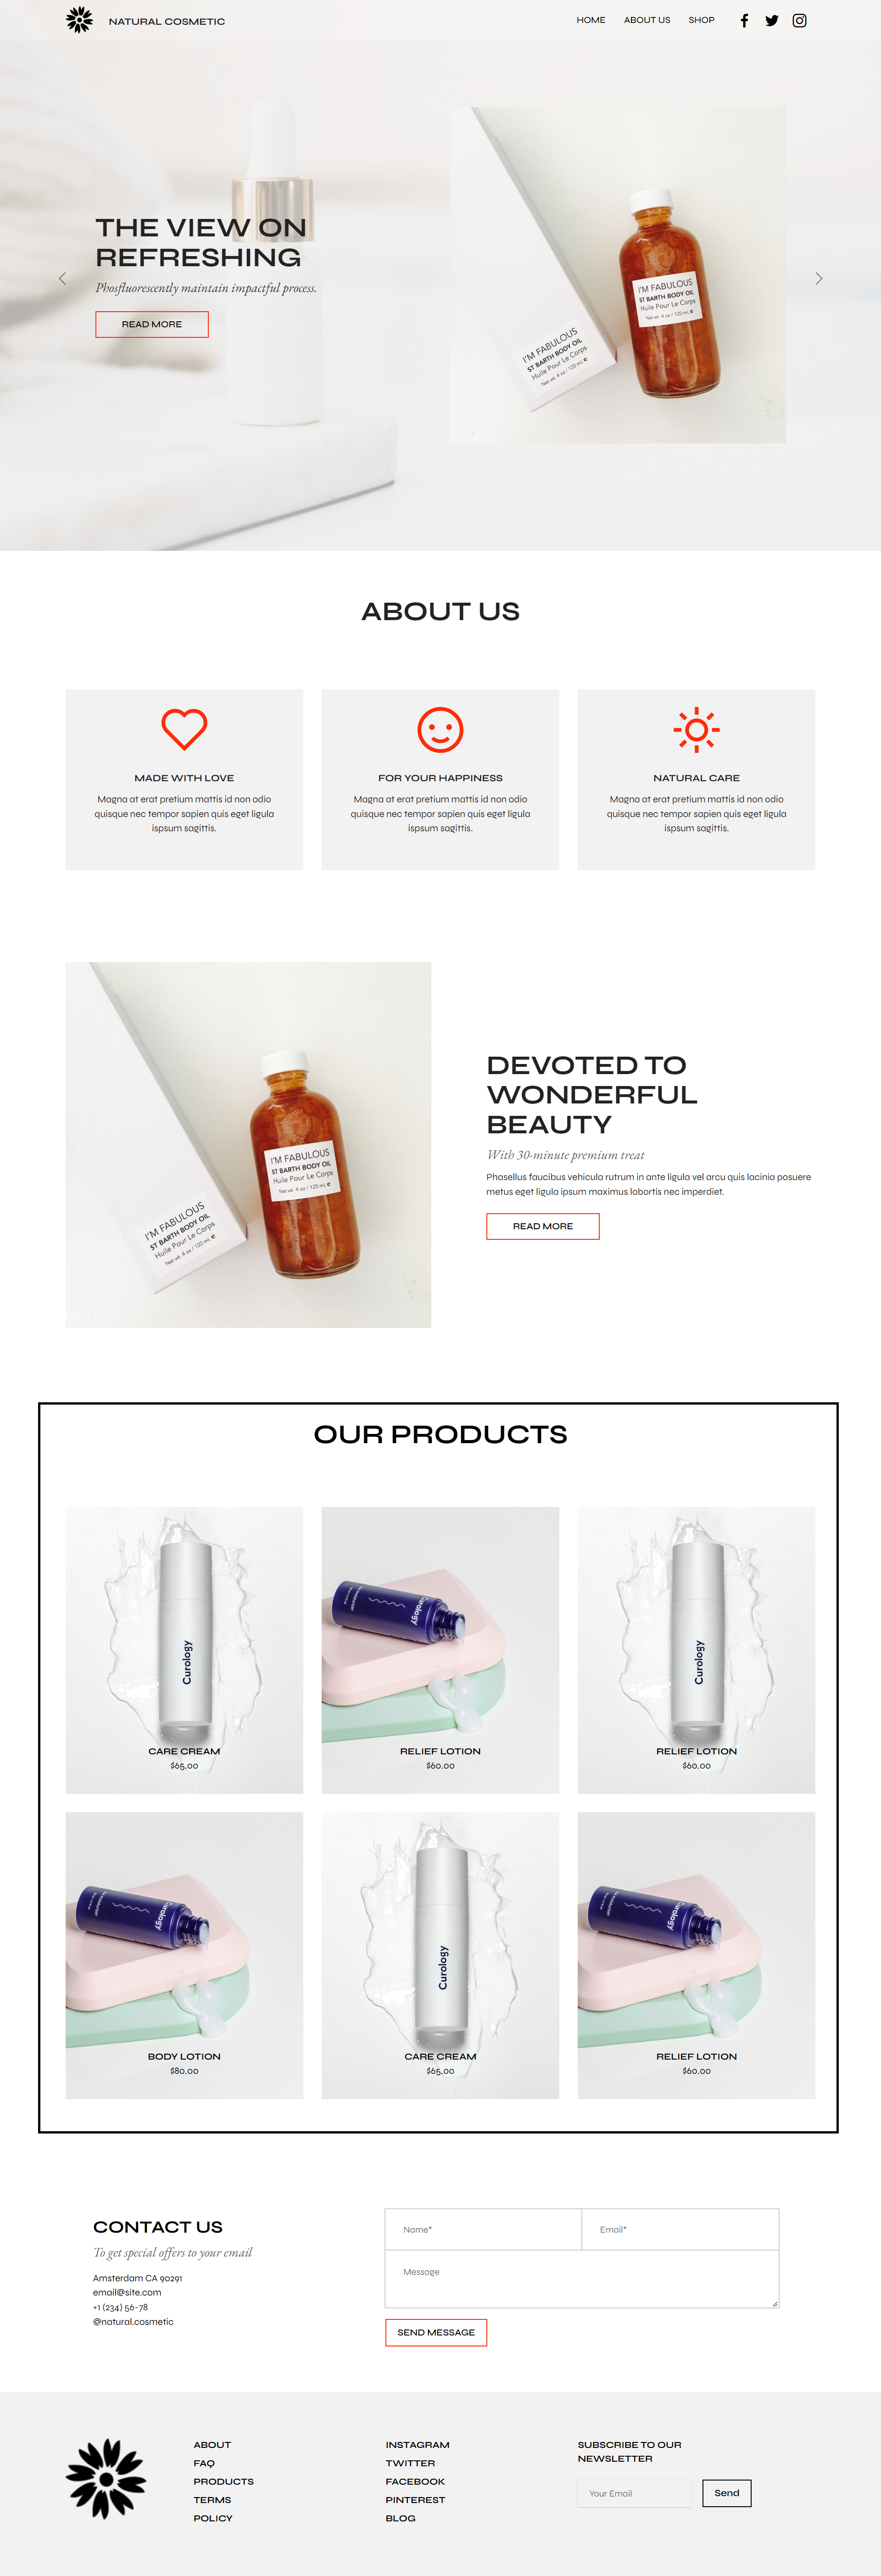 NATURAL COSMETIC
HOME
ABOUT US
SHOP
THE VIEW ON
REFRESHING
Phosfluorescently maintain impactful process.
READ MORE
I'M FABULOUS
ST BARTH BODY OIL
Huile Pour Le Corps
Net wt. 4 oz / 120 mL e
I'M FABULOUS
ST BARTH BODY OIL
Huile Pour Le Corps
Net wt. 4 oz / 120 mL e
ABOUT US
MADE WITH LOVE
Magna at erat pretium mattis id non odio
quisque nec tempor sapien quis eget ligula
ispsum sagittis.
FOR YOUR HAPPINESS
Magna at erat pretium mattis id non odio
quisque nec tempor sapien quis eget ligula
ispsum sagittis.
NATURAL CARE
Magna at erat pretium mattis id non odio
quisque nec tempor sapien quis eget ligula
ispsum sagittis.
I'M FABULOUS
ST BARTH BODY OIL
Huile Pour Le Corps
Net wt. 4 oz / 120 mL e
I'M FABULOUS
ST BARTH BODY OIL
Huile Pour Le Corps
Net wt. 4 oz / 120 mL e
DEVOTED TO
WONDERFUL
BEAUTY
With 30-minute premium treat
Phasellus faucibus vehicula rutrum in ante ligula vel arcu quis lacinia posuere
metus eget ligula ipsum maximus lobortis nec imperdiet.
READ MORE
OUR PRODUCTS
Curology
CARE CREAM
$65.00
Curology
RELIEF LOTION
$60.00
Curology
RELIEF LOTION
$60.00
Curology
BODY LOTION
$80.00
Curology
CARE CREAM
$65.00
Curology
RELIEF LOTION
$60.00
CONTACT US
To get special offers to your email
Amsterdam CA 90291
email@site.com
+1 (234) 56-78
@natural.cosmetic
Name*
Email*
Message
SEND MESSAGE
ABOUT
FAQ
PRODUCTS
TERMS
POLICY
INSTAGRAM
TWITTER
FACEBOOK
PINTEREST
BLOG
SUBSCRIBE TO OUR
NEWSLETTER
Your Email
Send